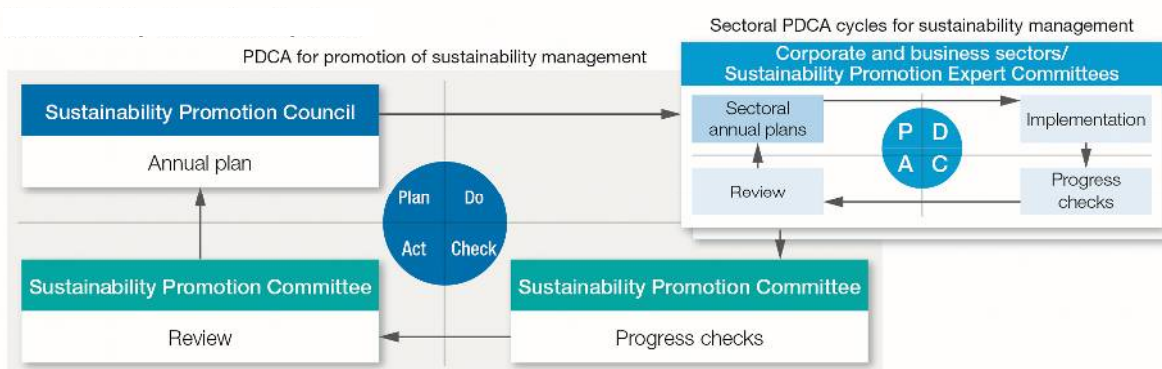 Sectoral PDCA cycles for sustainability management
PDCA for promotion of sustainability management
Corporate and business sectors/
Sustainability Promotion Expert Committees
Sustainability Promotion Council
Annual plan
Sectoral
annual plans
P D
A C
Implementation
Review
Progress
checks
Plan Do
Act Check
Sustainability Promotion Committee
Review
Sustainability Promotion Committee
Progress checks